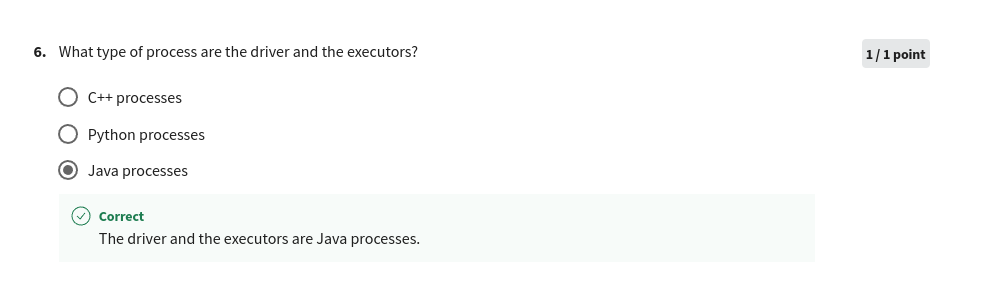 6. What type of process are the driver and the executors?
1 / 1 point
C++ processes
Python processes
Java processes
Correct
The driver and the executors are Java processes.